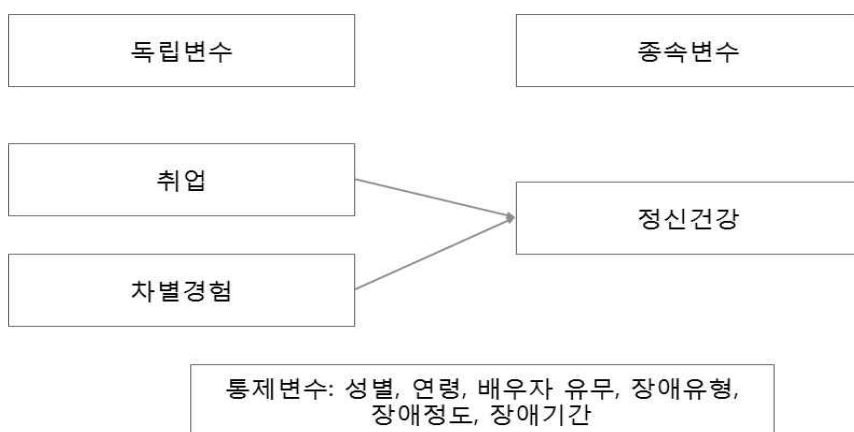 독립변수
종속변수
취업
정신건강
차별경험
통제변수: 성별, 연령, 배우자 유무, 장애유형,
장애정도, 장애기간